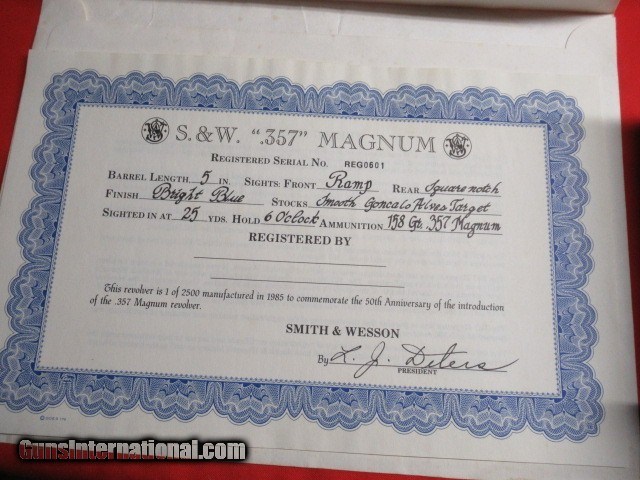 S.&W. ".357" MAGNUM
REGISTERED SERIAL NO. REG0601
BARREL LENGTH 5 IN. SIGHTS: FRONT Ramp REAR Square notch
FINISH Bright Blue STOCKS Smooth Goncalo Alves Target
SIGHTED IN AT 25 YDS. HOLD 6 O'clock AMMUNITION 158 Gr. .357 Magnum
REGISTERED BY
This revolver is 1 of 2500 manufactured in 1985 to commemorate the 50th Anniversary of the introduction
of the .357 Magnum revolver.
SMITH & WESSON
By L. J. Deters
PRESIDENT
GunsInternational.com